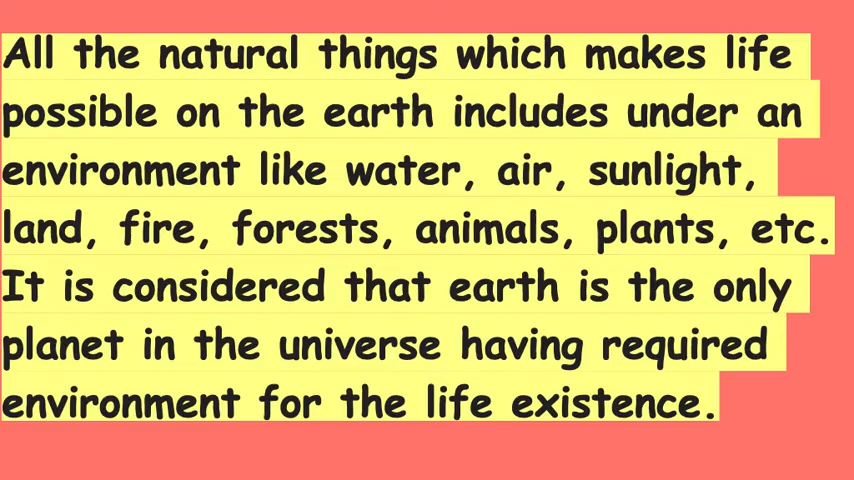 All the natural things which makes life
possible on the earth includes under an
environment like water, air, sunlight,
land, fire, forests, animals, plants, etc.
It is considered that earth is the only
planet in the universe having required
environment for the life existence.